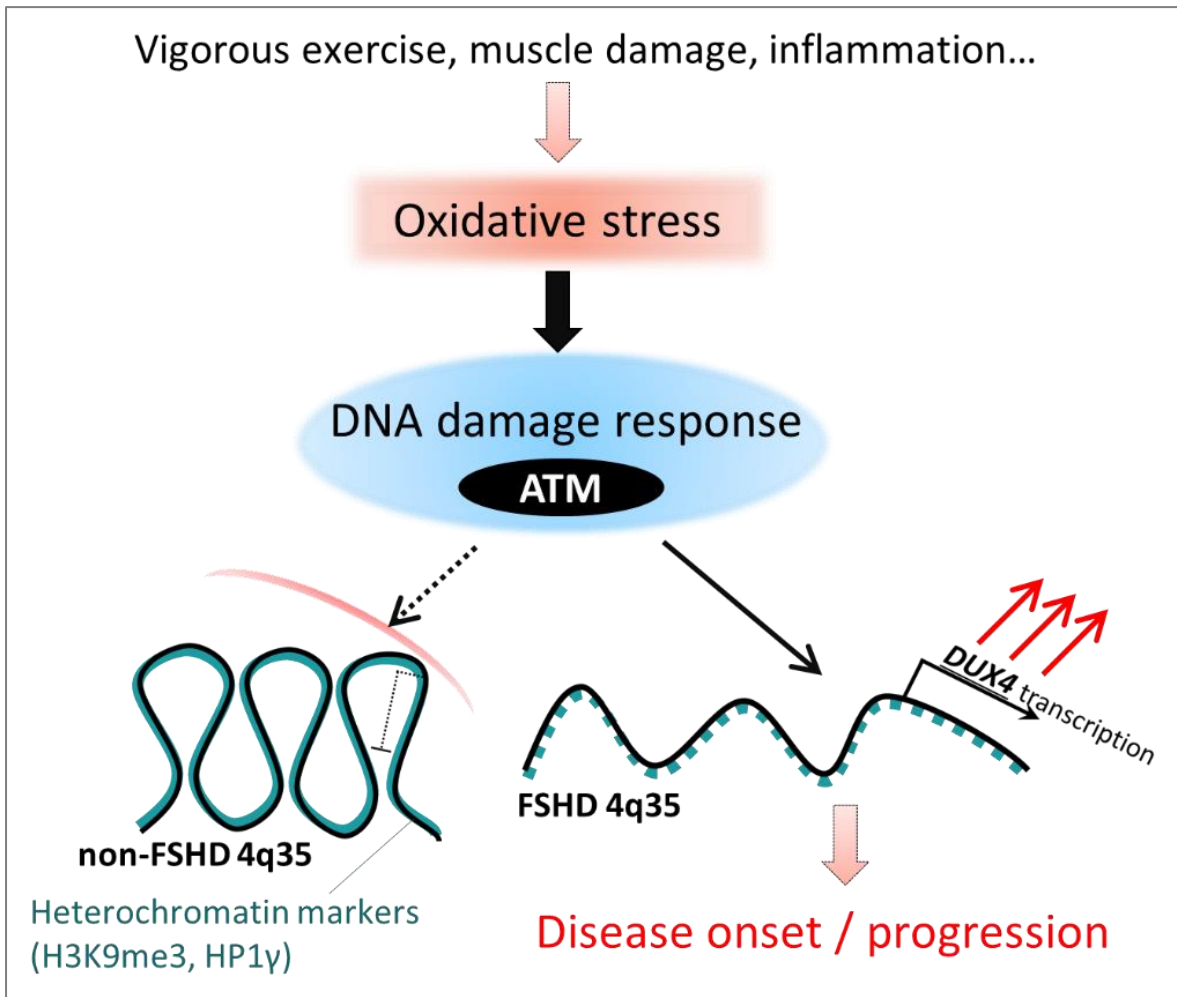 Vigorous exercise, muscle damage, inflammation…
Oxidative stress
DNA damage response
ATM
DUX4 transcription
FSHD 4q35
non-FSHD 4q35
Heterochromatin markers
(H3K9me3, HP1γ)
Disease onset / progression